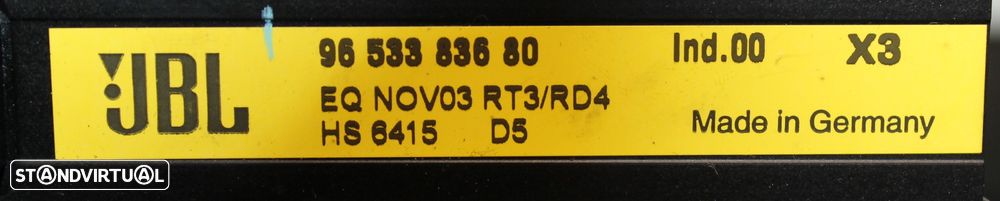 JBL
96 533 836 80 Ind.00 X3
EQ NOV03 RT3/RD4
HS 6415 D5 Made in Germany
STANDVIRTUAL